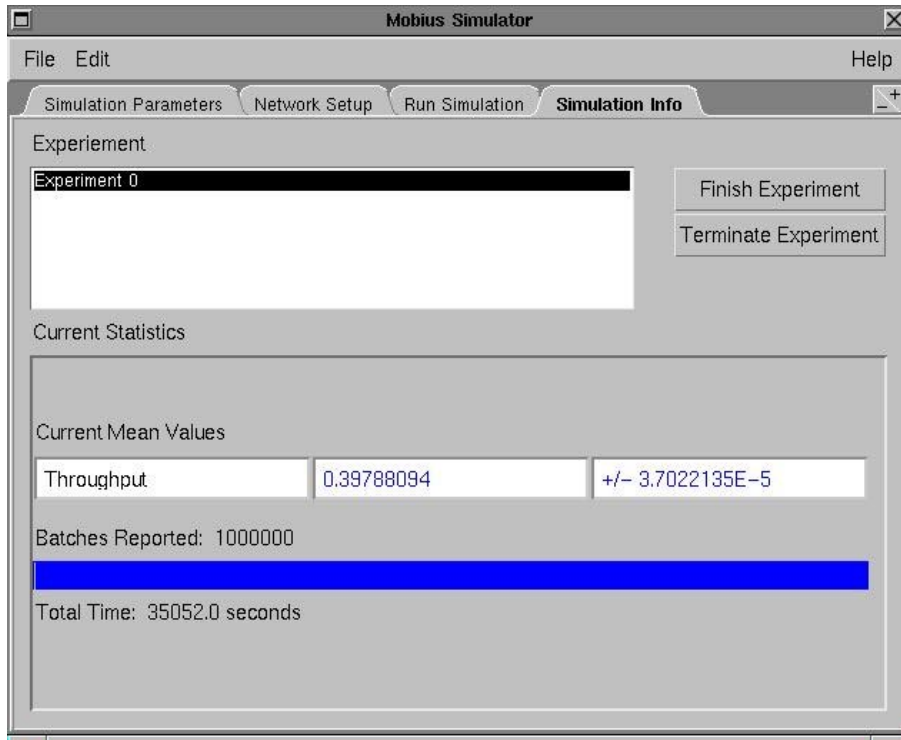 Mobius Simulator
File Edit Help
Simulation Parameters Network Setup Run Simulation Simulation Info
Experiement
Experiment 0
Finish Experiment
Terminate Experiment
Current Statistics
Current Mean Values
Throughput 0.39788094 +/- 3.7022135E-5
Batches Reported: 1000000
Total Time: 35052.0 seconds